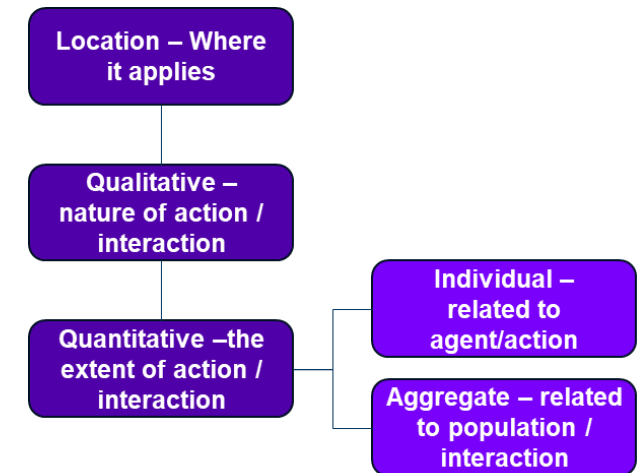 Location – Where
it applies
Qualitative –
nature of action /
interaction
Quantitative –the
extent of action /
interaction
Individual –
related to
agent/action
Aggregate – related
to population /
interaction